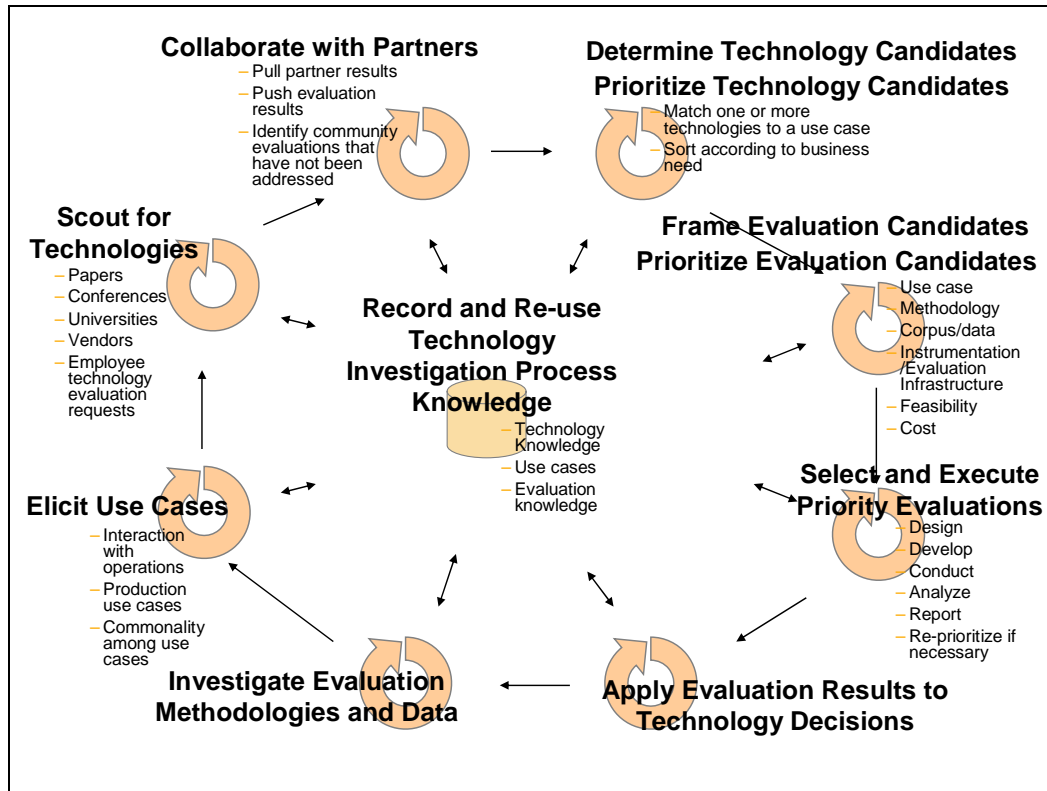 Collaborate with Partners
– Pull partner results
– Push evaluation
results
– Identify community
evaluations that
have not been
addressed
Determine Technology Candidates
Prioritize Technology Candidates
– Match one or more
technologies to a use case
– Sort according to business
need
Scout for
Technologies
– Papers
– Conferences
– Universities
– Vendors
– Employee
technology
evaluation
requests
Frame Evaluation Candidates
Prioritize Evaluation Candidates
– Use case
– Methodology
– Corpus/data
– Instrumentation
/Evaluation
Infrastructure
– Feasibility
– Cost
Record and Re-use
Technology
Investigation Process
Knowledge
– Technology
Knowledge
– Use cases
– Evaluation
knowledge
Elicit Use Cases
– Interaction
with
operations
– Production
use cases
– Commonality
among use
cases
Select and Execute
Priority Evaluations
– Design
– Develop
– Conduct
– Analyze
– Report
– Re-prioritize if
necessary
Investigate Evaluation
Methodologies and Data
Apply Evaluation Results to
Technology Decisions